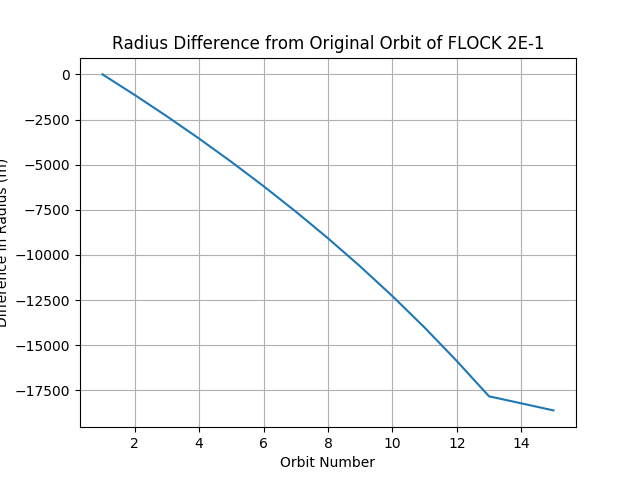 Radius Difference from Original Orbit of FLOCK 2E-1
0
−2500
−5000
−7500
−10000
−12500
−15000
−17500
Difference in Radius (m)
2 4 6 8 10 12 14
Orbit Number